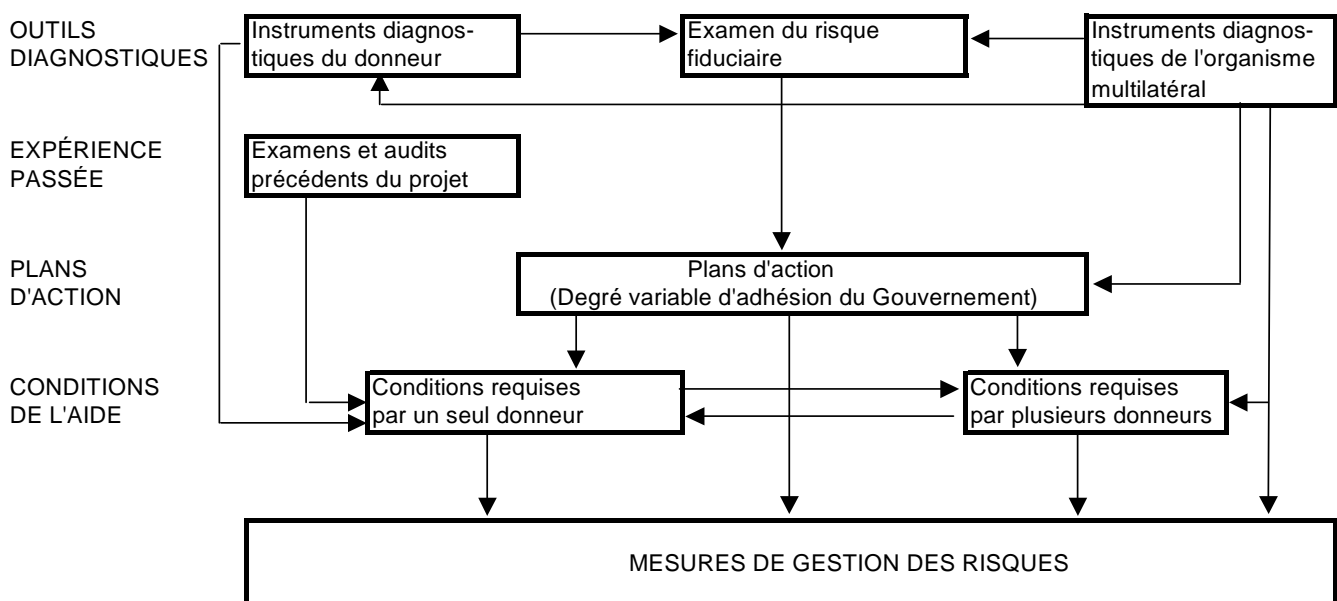 OUTILS
DIAGNOSTIQUES
Instruments diagnos-
tiques du donneur
Examen du risque
fiduciaire
Instruments diagnos-
tiques de l'organisme
multilatéral
EXPÉRIENCE
PASSÉE
Examens et audits
précédents du projet
PLANS
D'ACTION
Plans d'action
(Degré variable d'adhésion du Gouvernement)
CONDITIONS
DE L'AIDE
Conditions requises
par un seul donneur
Conditions requises
par plusieurs donneurs
MESURES DE GESTION DES RISQUES